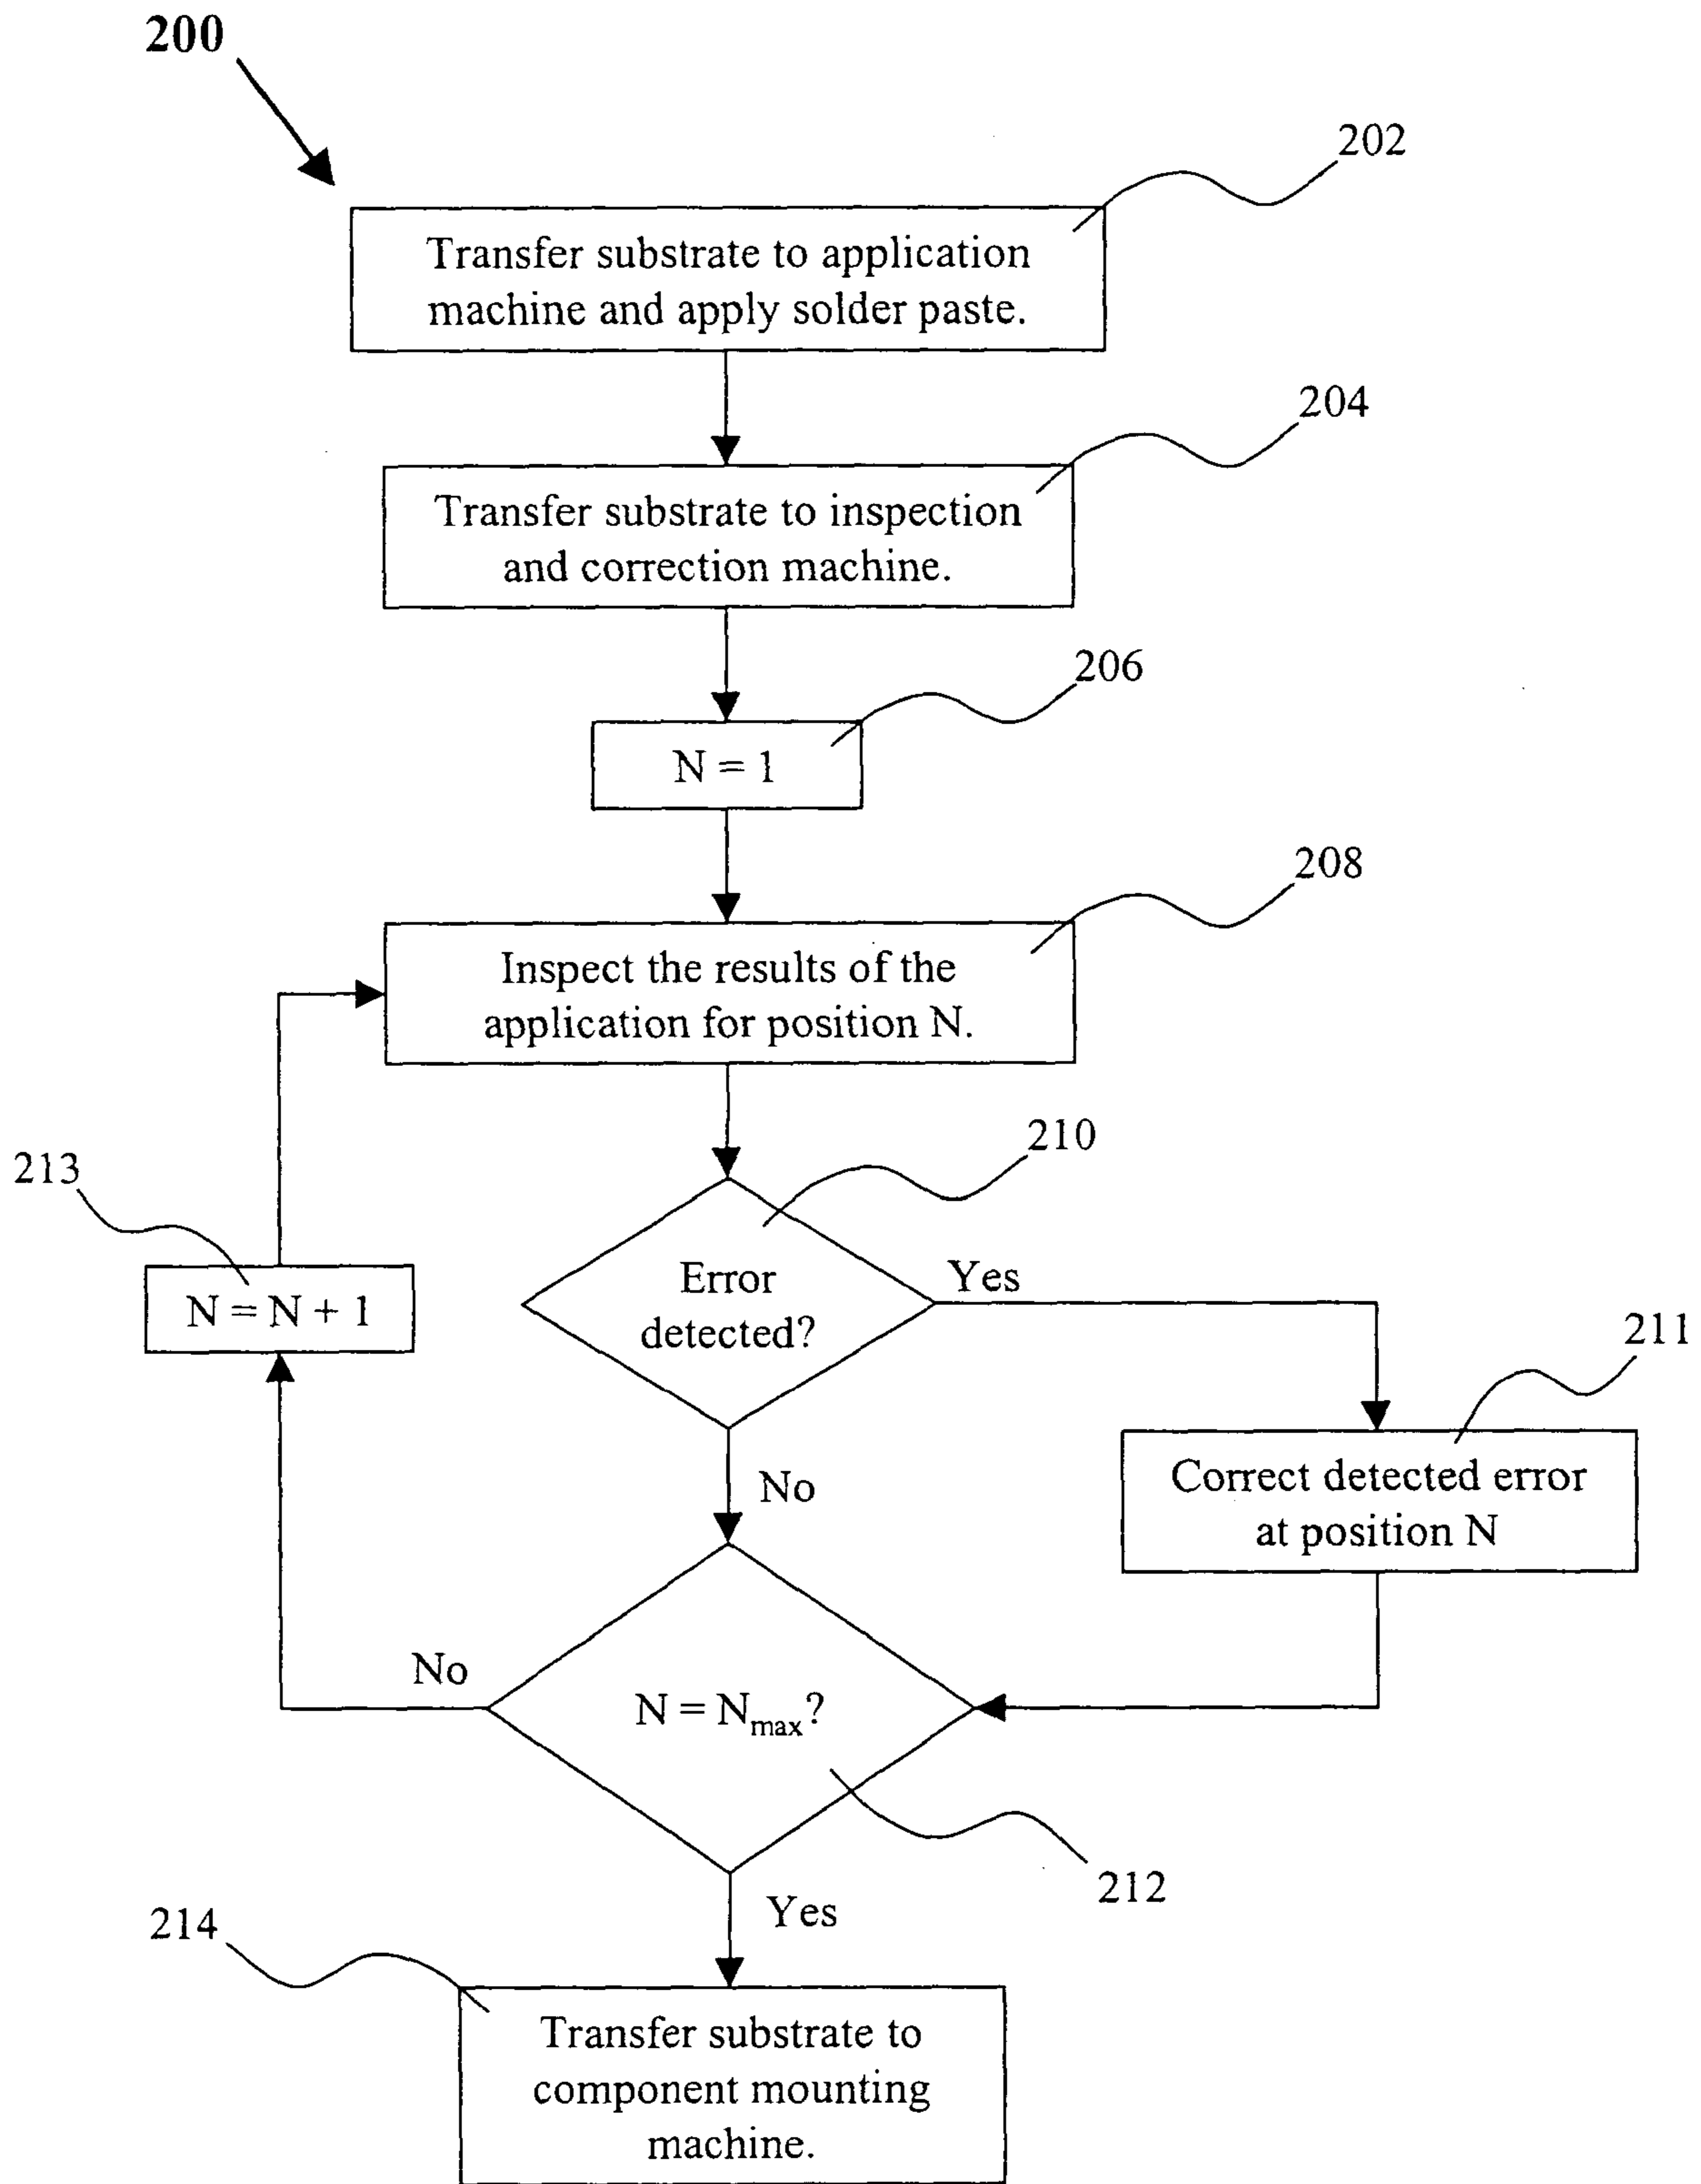 200
202
Transfer substrate to application
machine and apply solder paste.
204
Transfer substrate to inspection
and correction machine.
206
N = 1
208
Inspect the results of the
application for position N.
210
213
Error
detected?
Yes
N = N + 1
211
Correct detected error
at position N
No
No
N = Nmax?
212
Yes
214
Transfer substrate to
component mounting
machine.